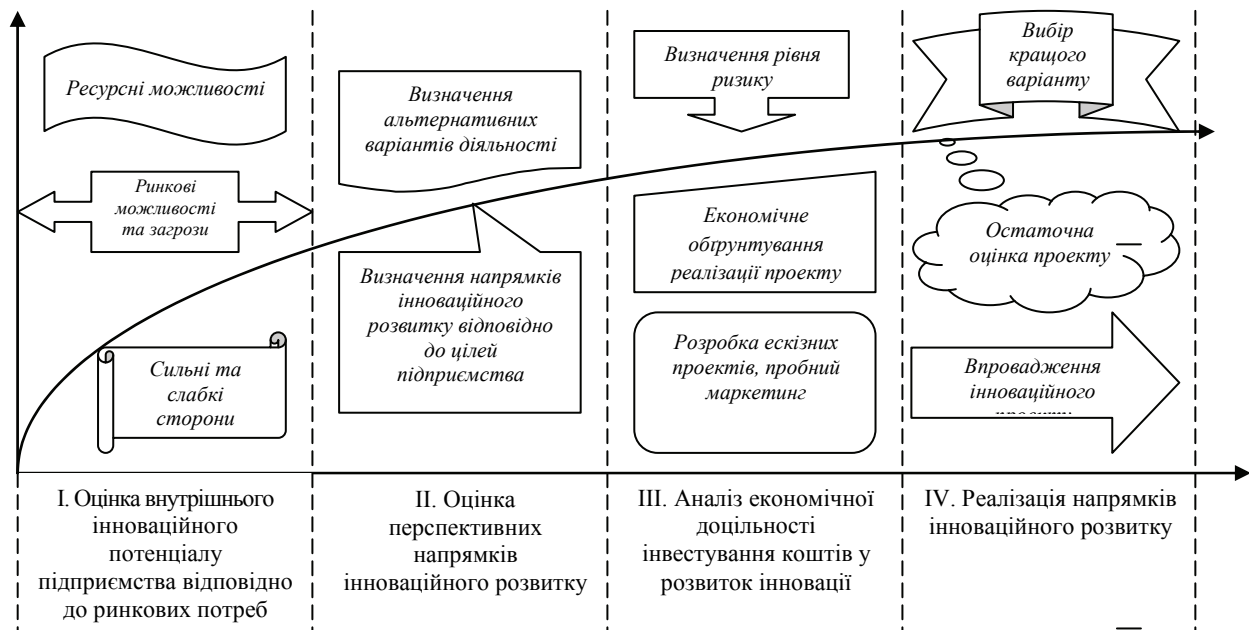 Ресурсні можливості
Ринкові
можливості
та загрози
Сильні та
слабкі
сторони
Визначення
альтернативних
варіантів діяльності
Визначення напрямків
інноваційного
розвитку відповідно
до цілей
підприємства
Визначення рівня
ризику
Економічне
обґрунтування
реалізації проекту
Розробка ескізних
проектів, пробний
маркетинг
Вибір
кращого
варіанту
Остаточна
оцінка проекту
Впровадження
інноваційного
I. Оцінка внутрішнього
інноваційного
потенціалу
підприємства відповідно
до ринкових потреб
II. Оцінка
перспективних
напрямків
інноваційного розвитку
III. Аналіз економічної
доцільності
інвестування коштів у
розвиток інновації
IV. Реалізація напрямків
інноваційного розвитку